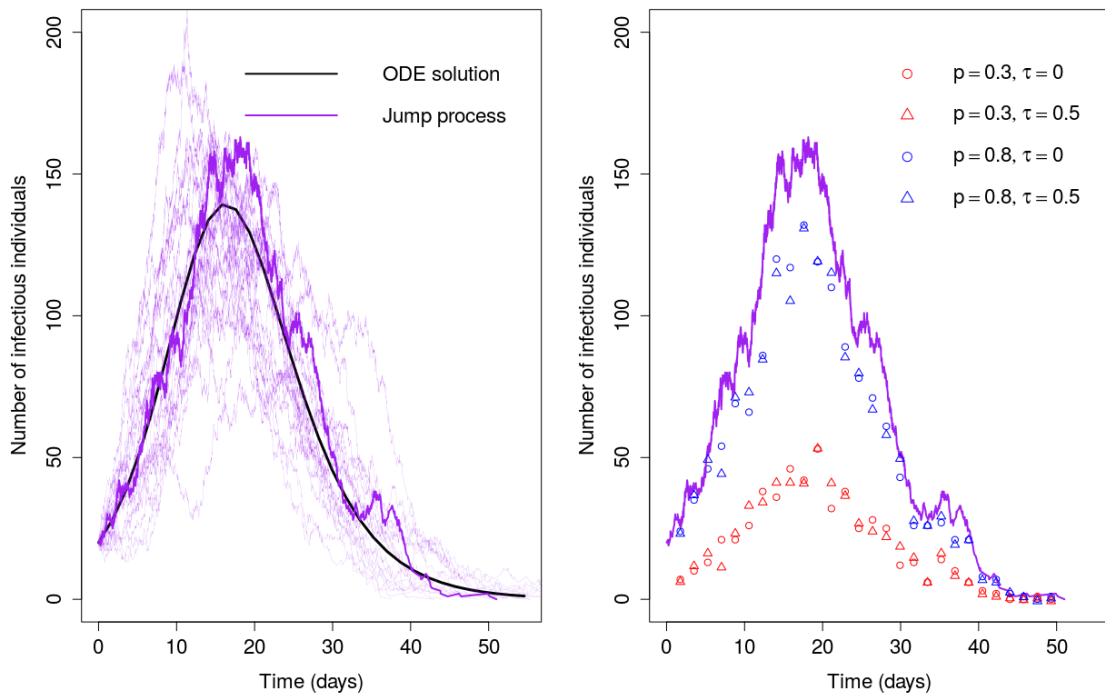 200
150
100
50
0
Number of infectious individuals
ODE solution
Jump process
0 10 20 30 40 50
Time (days)
200
150
100
50
0
Number of infectious individuals
p = 0.3, τ = 0
p = 0.3, τ = 0.5
p = 0.8, τ = 0
p = 0.8, τ = 0.5
0 10 20 30 40 50
Time (days)